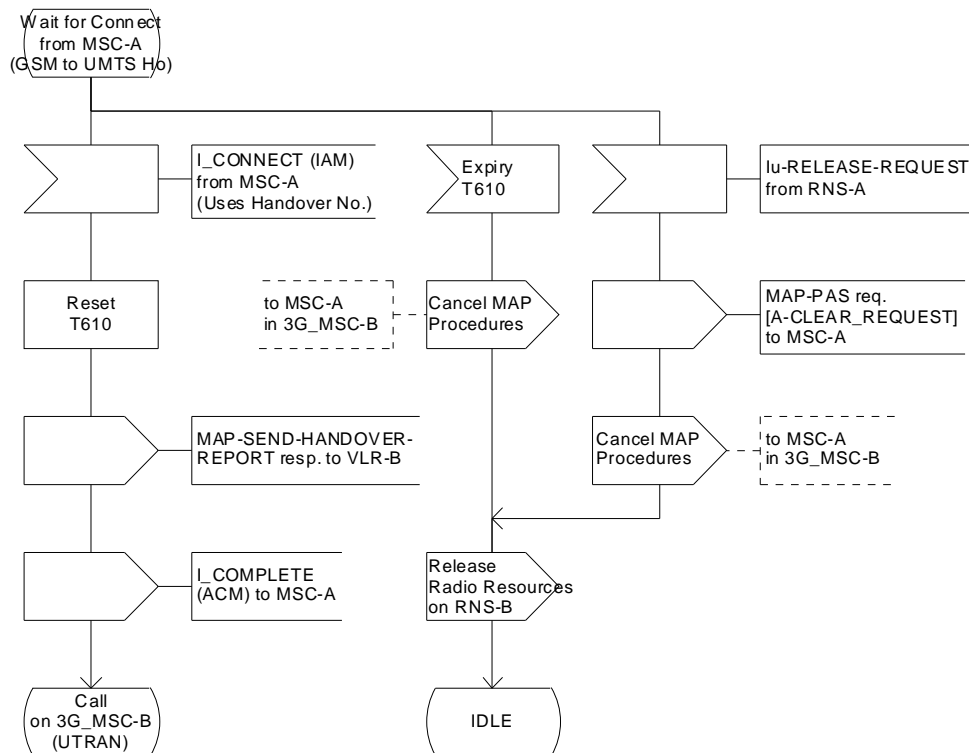 Wait for Connect
from MSC-A
(GSM to UMTS Ho)
I_CONNECT (IAM)
from MSC-A
(Uses Handover No.)
Expiry
T610
Iu-RELEASE-REQUEST
from RNS-A
Reset
T610
to MSC-A
in 3G_MSC-B
Cancel MAP
Procedures
MAP-PAS req.
[A-CLEAR_REQUEST]
to MSC-A
MAP-SEND-HANDOVER-
REPORT resp. to VLR-B
Cancel MAP
Procedures
to MSC-A
in 3G_MSC-B
I_COMPLETE
(ACM) to MSC-A
Release
Radio Resources
on RNS-B
Call
on 3G_MSC-B
(UTRAN)
IDLE